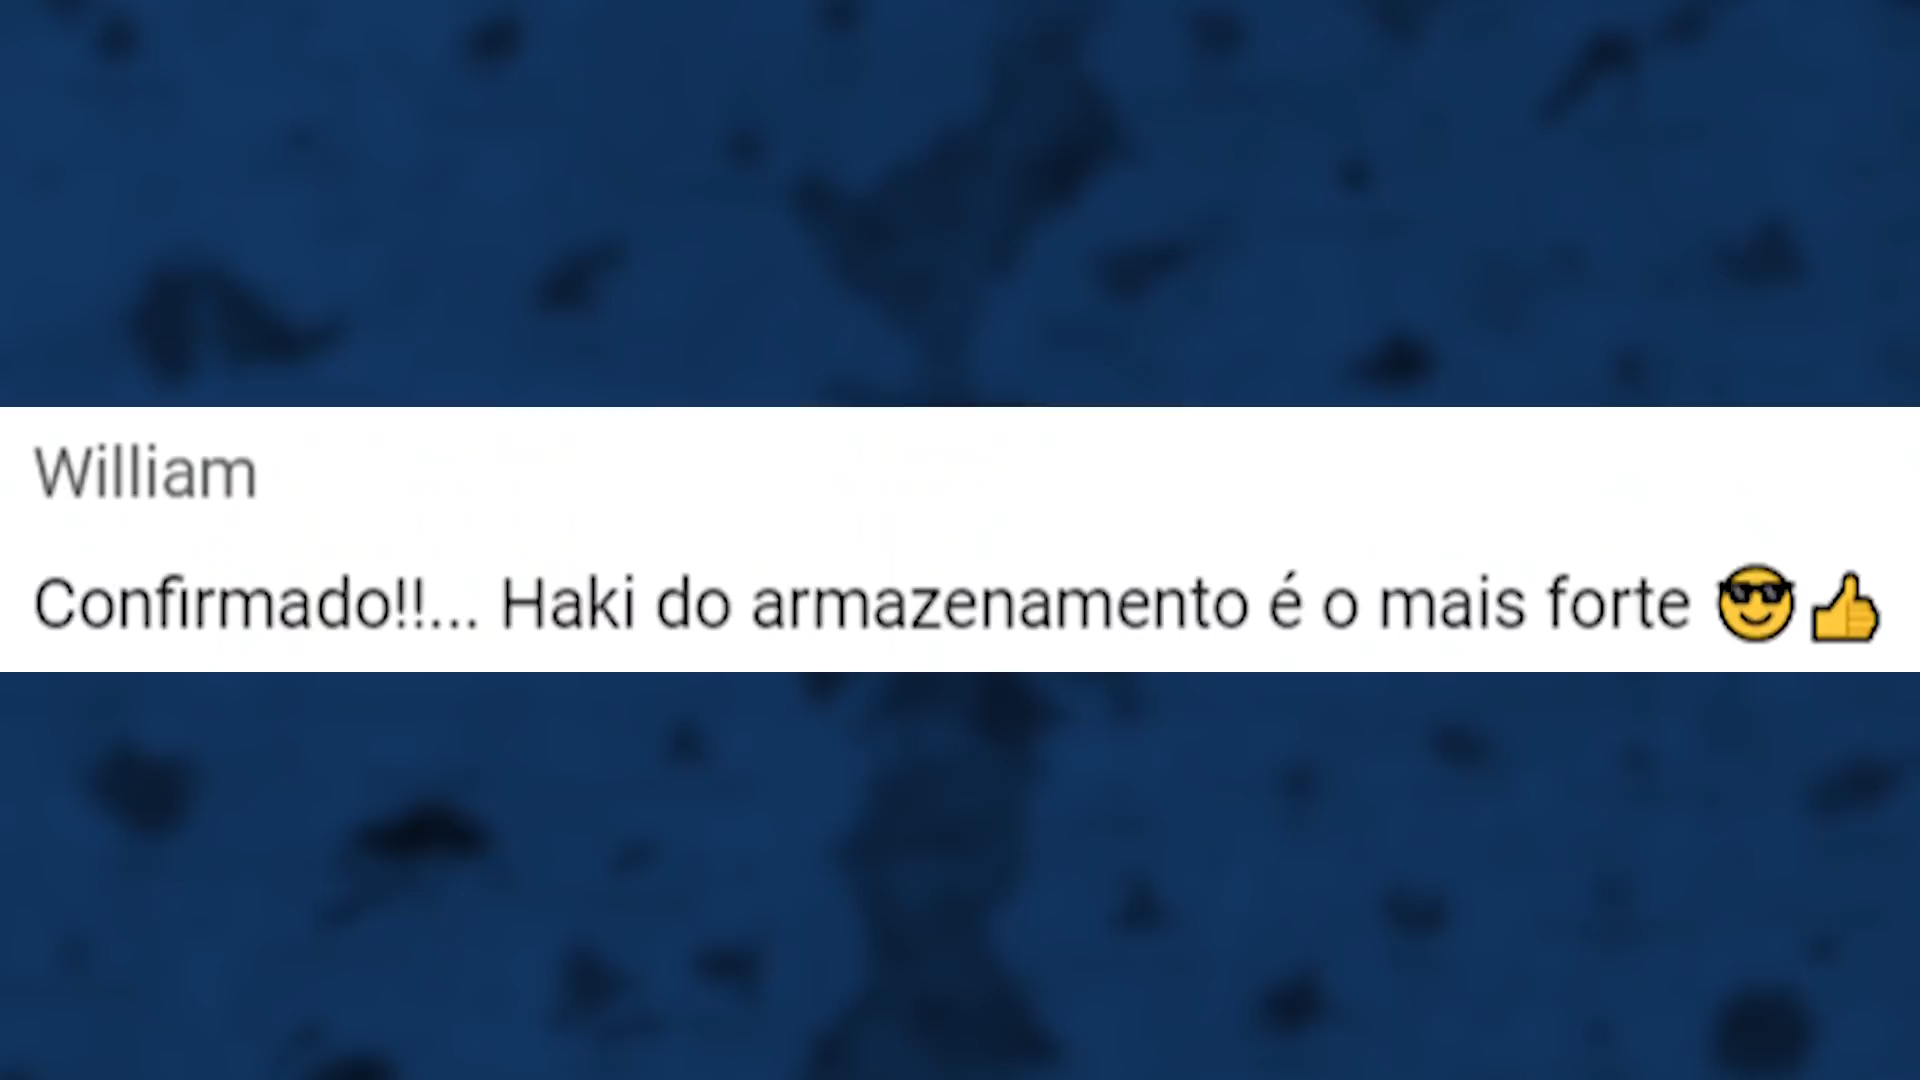 William
Confirmado!!... Haki do armazenamento é o mais forte 😎👍